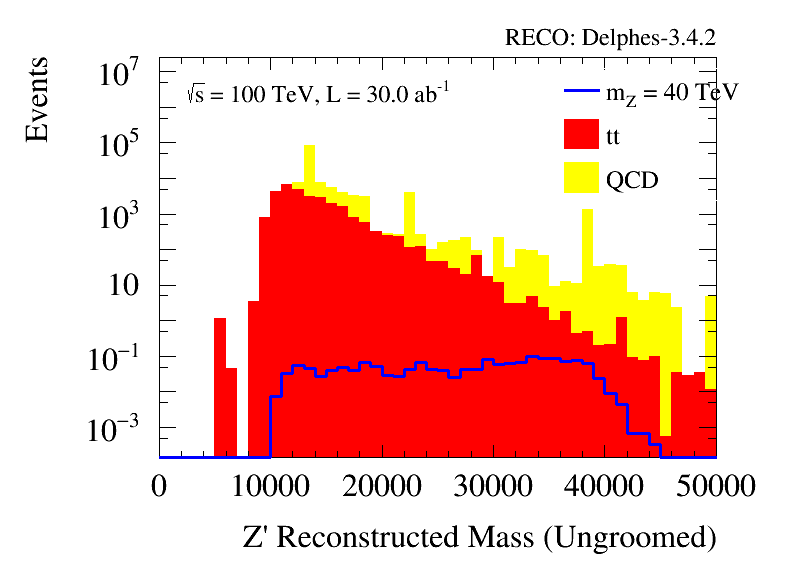 RECO: Delphes-3.4.2
Events
10^7
10^5
10^3
10
10^−1
10^−3
√s = 100 TeV, L = 30.0 ab^-1
m_Z = 40 TeV
tt
QCD
0 10000 20000 30000 40000 50000
Z' Reconstructed Mass (Ungroomed)